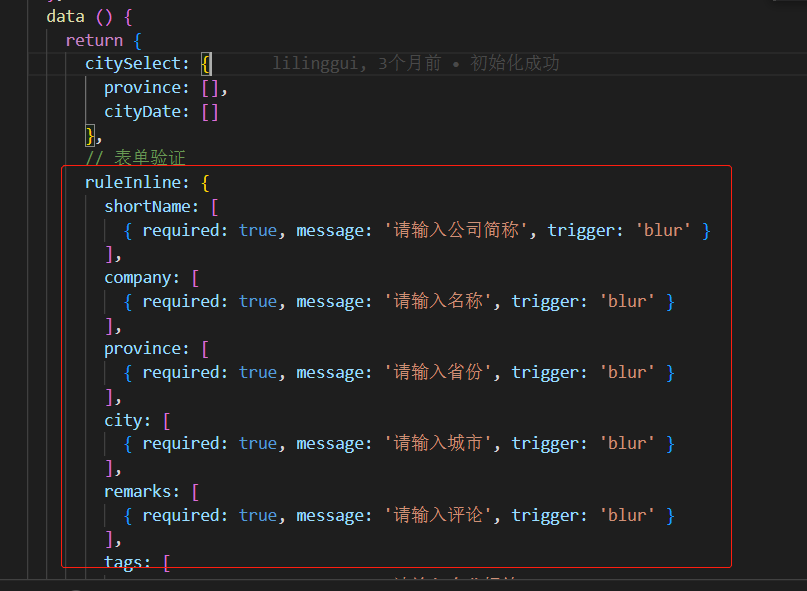 data () {
return {
citySelect: {    lilinggui, 3个月前 • 初始化成功
province: [],
cityDate: []
},
// 表单验证
ruleInline: {
shortName: [
{ required: true, message: '请输入公司简称', trigger: 'blur' }
],
company: [
{ required: true, message: '请输入名称', trigger: 'blur' }
],
province: [
{ required: true, message: '请输入省份', trigger: 'blur' }
],
city: [
{ required: true, message: '请输入城市', trigger: 'blur' }
],
remarks: [
{ required: true, message: '请输入评论', trigger: 'blur' }
],
tags: [